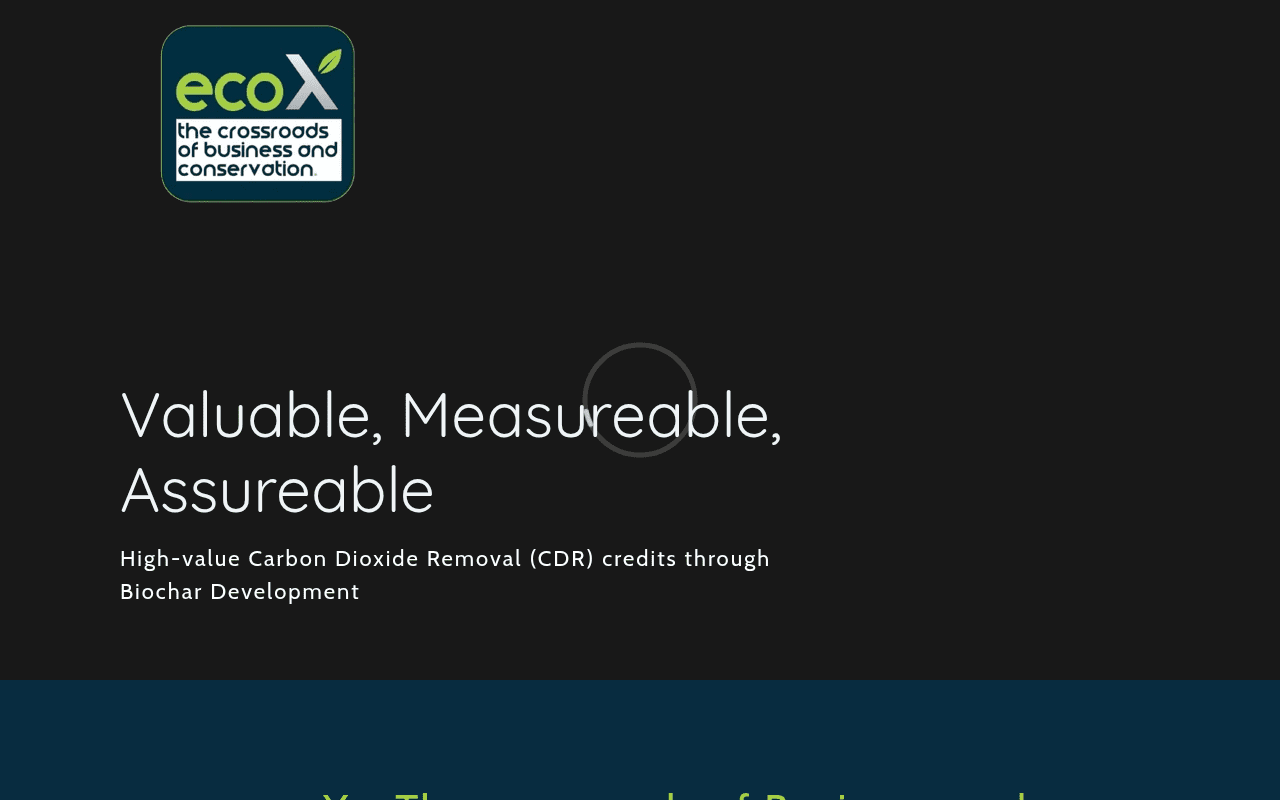 ecoX
the crossroads
of business and
conservation.
Valuable, Measureable,
Assureable
High-value Carbon Dioxide Removal (CDR) credits through
Biochar Development